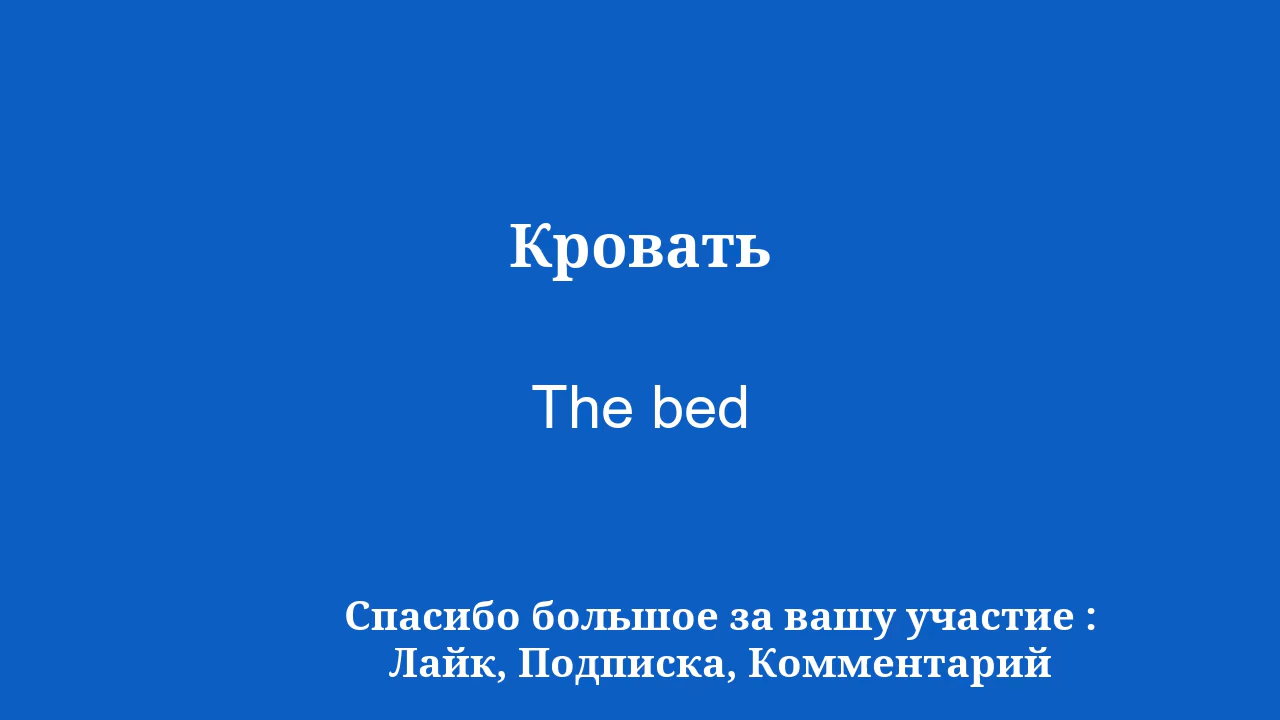 Кровать
The bed
Спасибо большое за вашу участие :
Лайк, Подписка, Комментарий